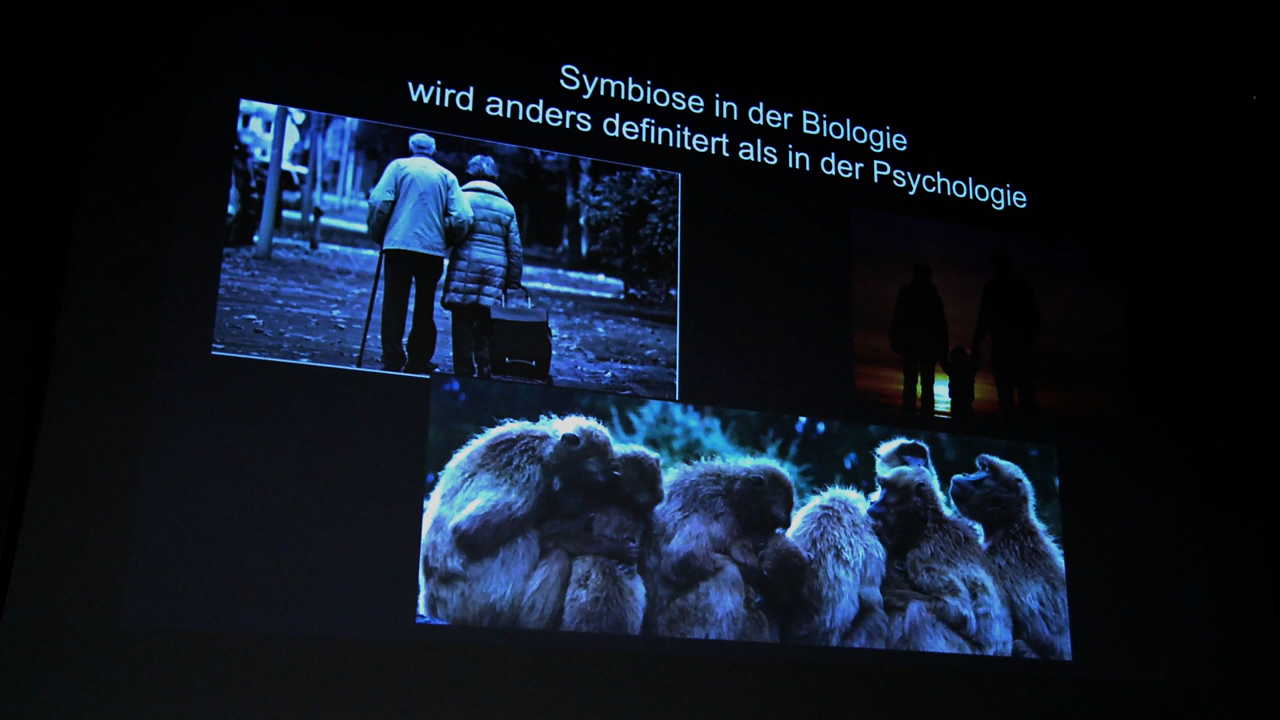 Symbiose in der Biologie
wird anders definitert als in der Psychologie